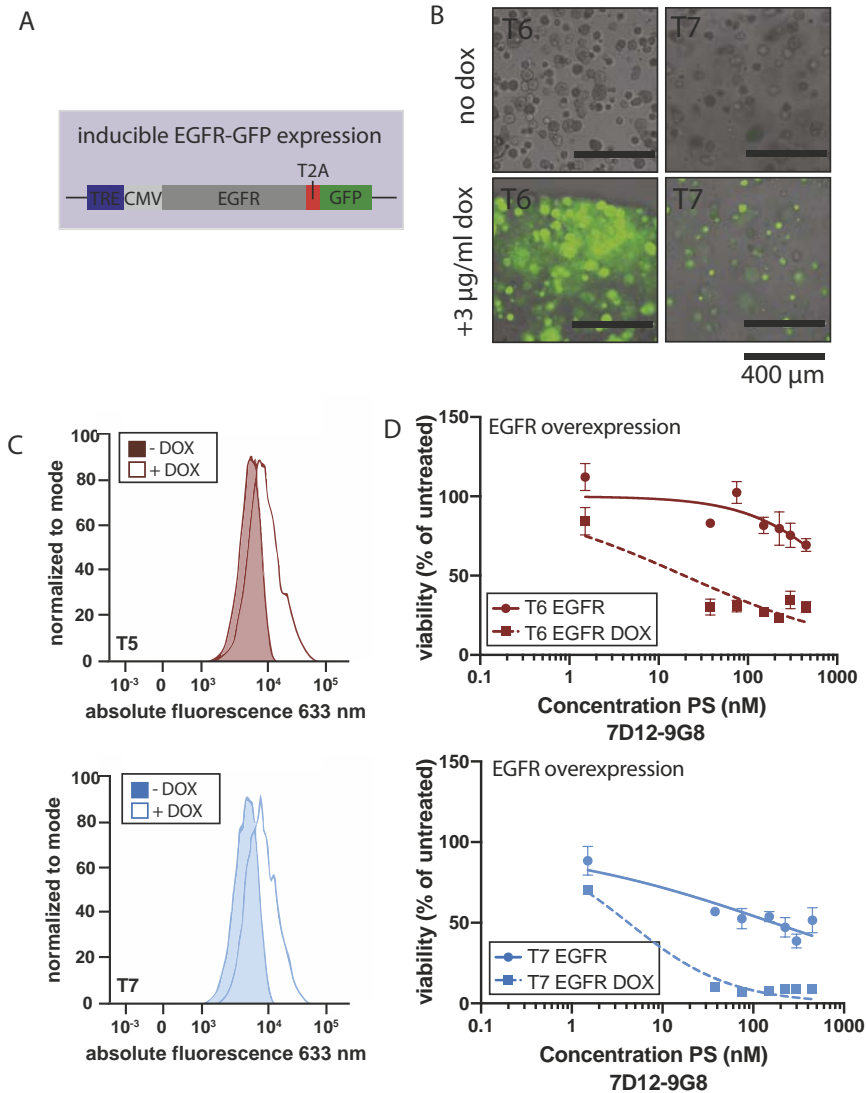 A
inducible EGFR-GFP expression
T2A
TRE CMV EGFR GFP
B
T6 T7
no dox
T6 T7
+3 µg/ml dox
400 µm
C
100
80
60
40
20
0
normalized to mode
- DOX
+ DOX
T5
10⁻³ 0 10³ 10⁴ 10⁵
absolute fluorescence 633 nm
D
150
100
50
0
viability (% of untreated)
EGFR overexpression
T6 EGFR
T6 EGFR DOX
0.1 1 10 100 1000
Concentration PS (nM)
7D12-9G8
100
80
60
40
20
0
normalized to mode
- DOX
+ DOX
T7
10⁻³ 0 10³ 10⁴ 10⁵
absolute fluorescence 633 nm
150
100
50
0
viability (% of untreated)
EGFR overexpression
T7 EGFR
T7 EGFR DOX
0.1 1 10 100 1000
Concentration PS (nM)
7D12-9G8